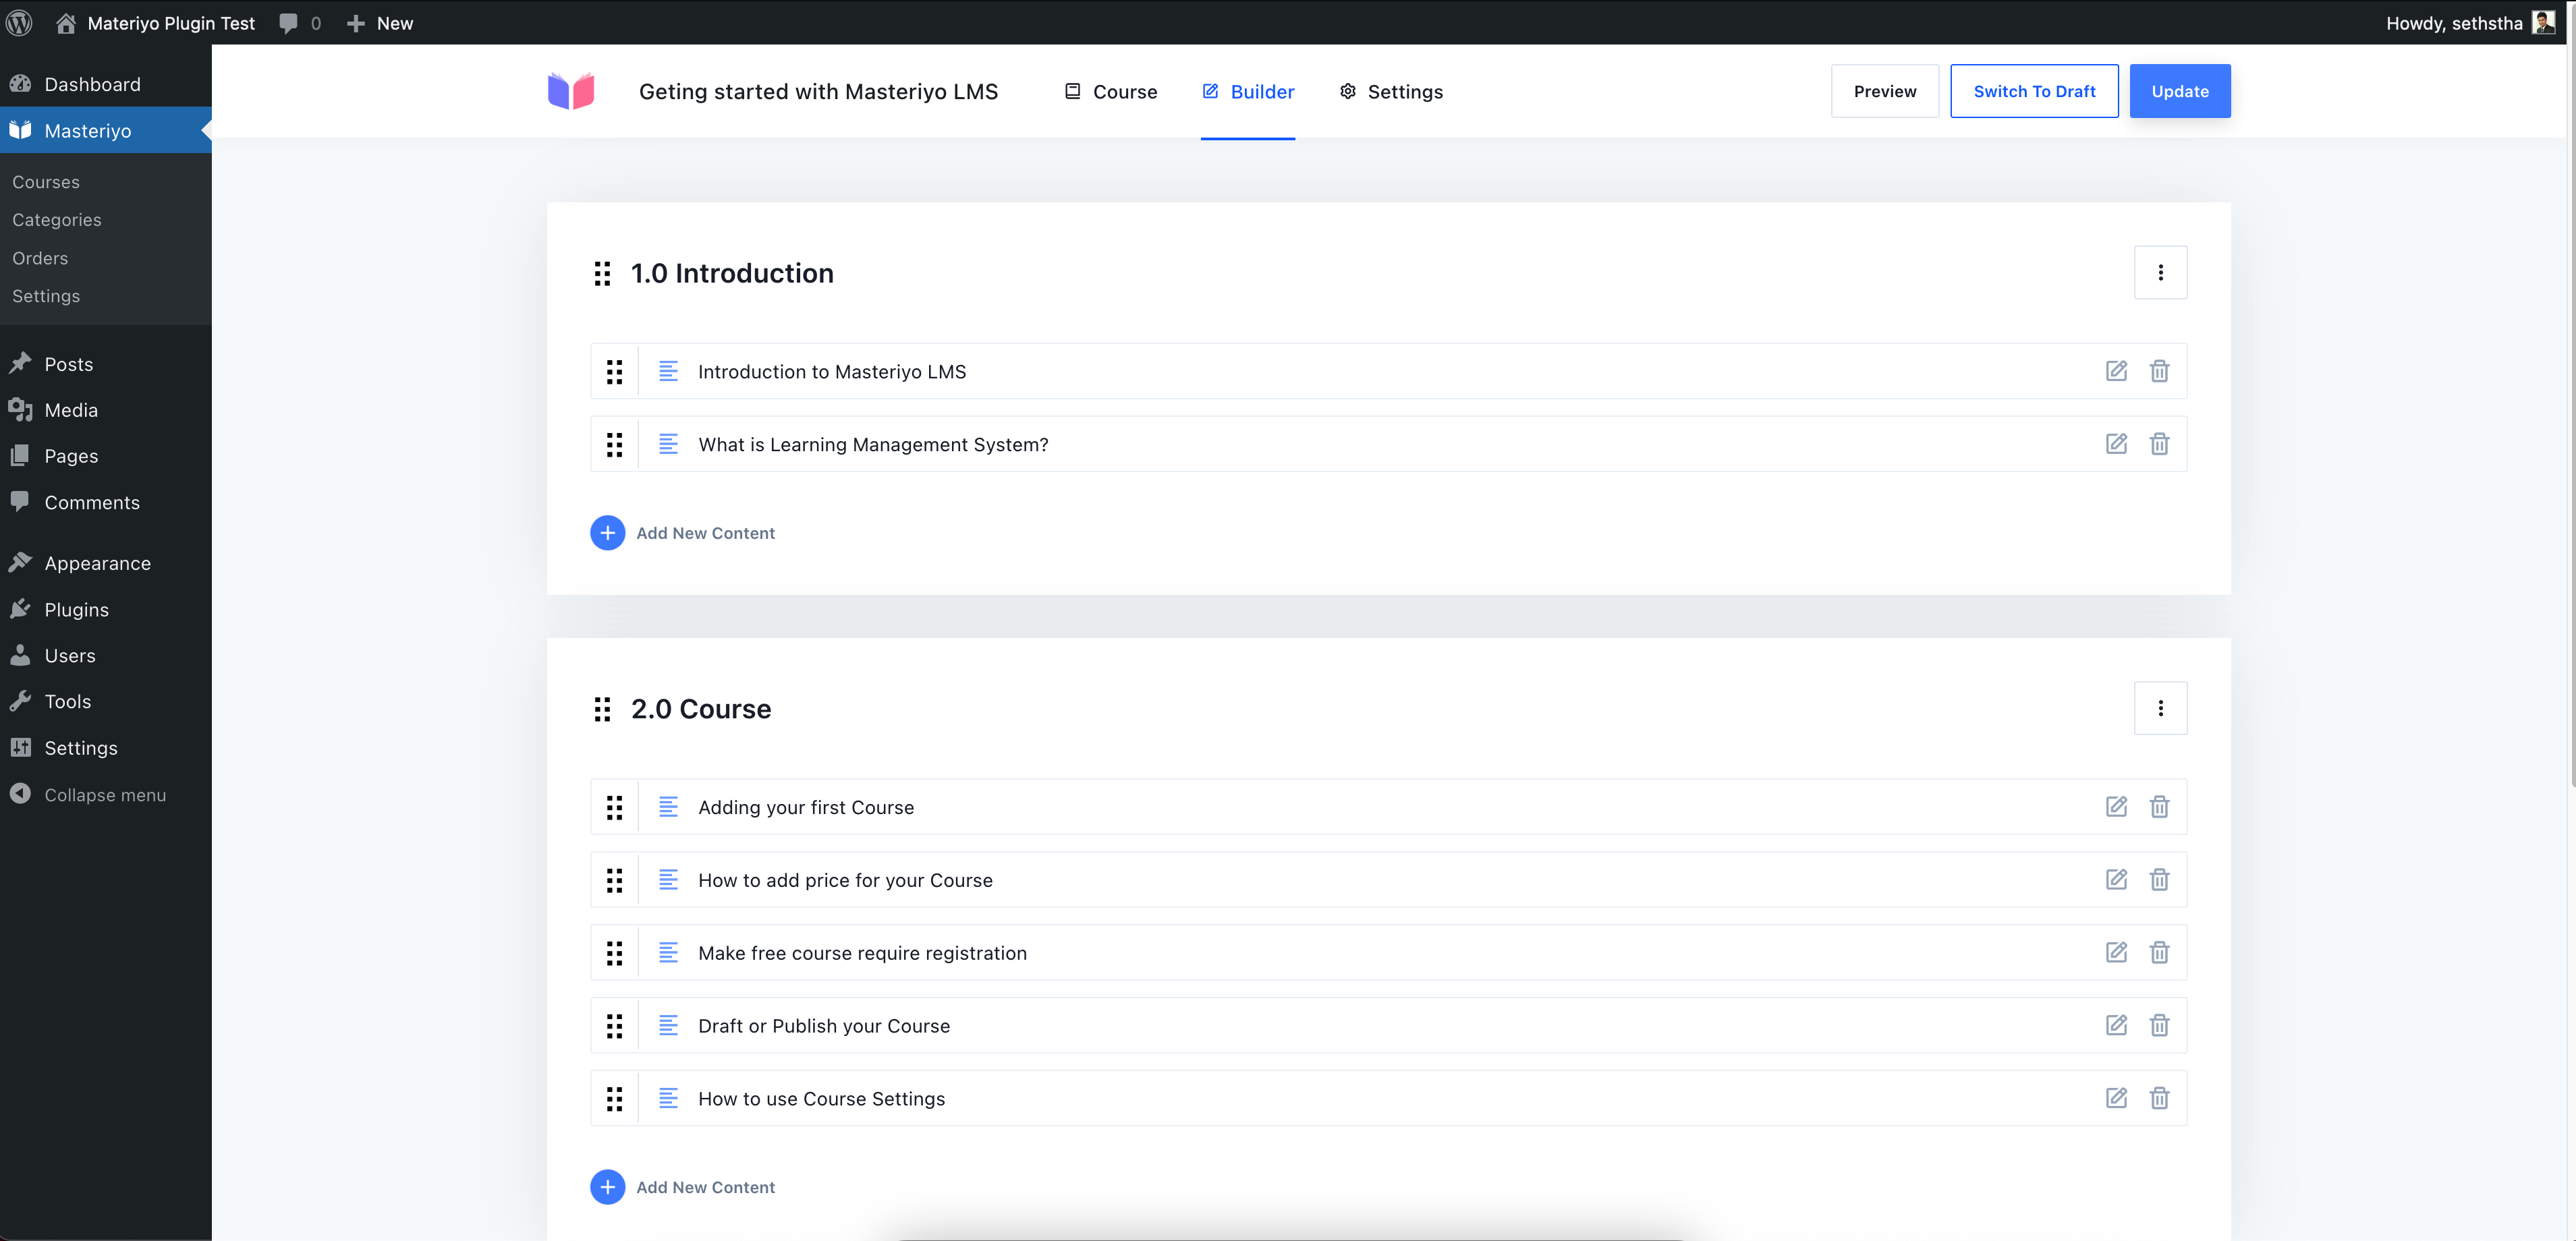 Materiyo Plugin Test 0 New Howdy, sethstha
Dashboard
Masteriyo
Courses
Categories
Orders
Settings
Posts
Media
Pages
Comments
Appearance
Plugins
Users
Tools
Settings
Collapse menu
Geting started with Masteriyo LMS Course Builder Settings Preview Switch To Draft Update
1.0 Introduction
Introduction to Masteriyo LMS
What is Learning Management System?
Add New Content
2.0 Course
Adding your first Course
How to add price for your Course
Make free course require registration
Draft or Publish your Course
How to use Course Settings
Add New Content